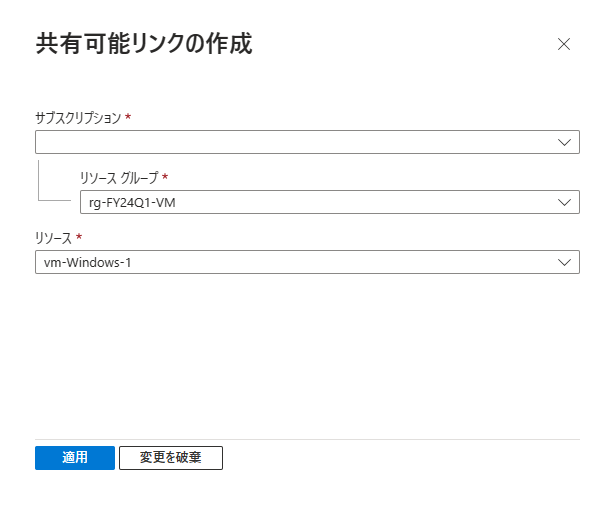 共有可能リンクの作成
サブスクリプション *
リソース グループ *
rg-FY24Q1-VM
リソース *
vm-Windows-1
適用
変更を破棄